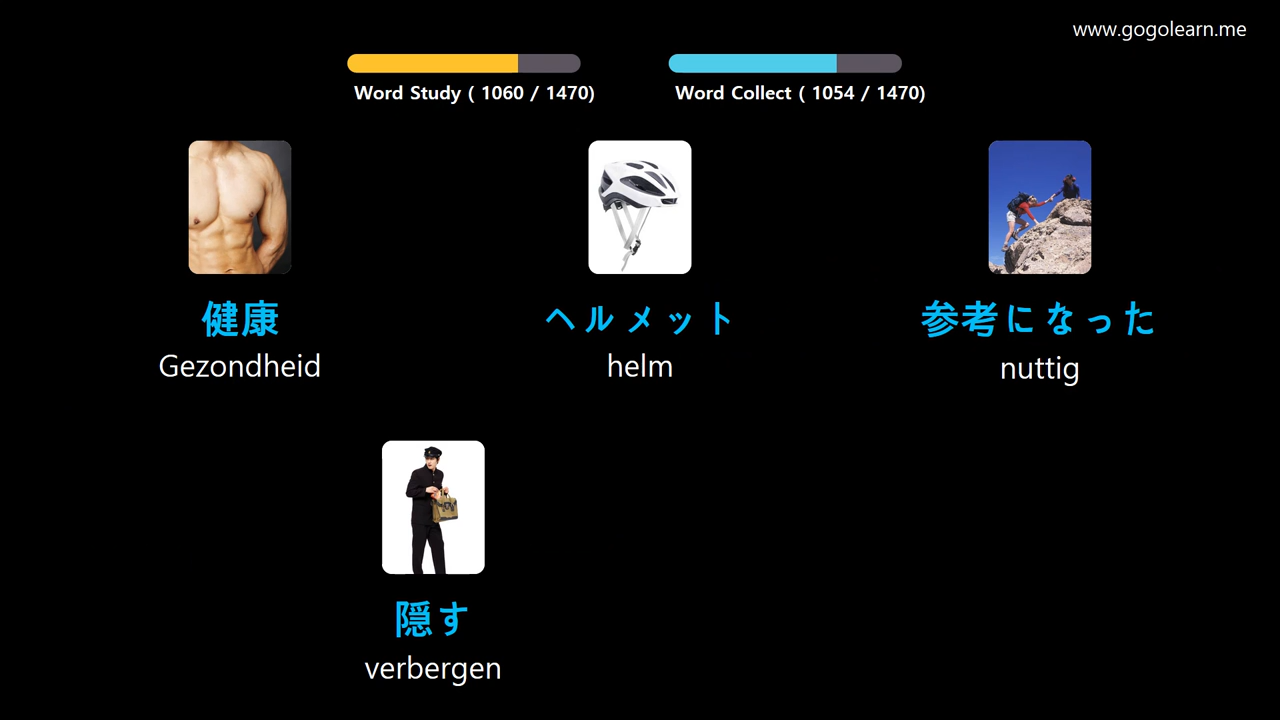 www.gogolearn.me
Word Study ( 1060 / 1470)
Word Collect ( 1054 / 1470)
健康
Gezondheid
ヘルメット
helm
参考になった
nuttig
隠す
verbergen